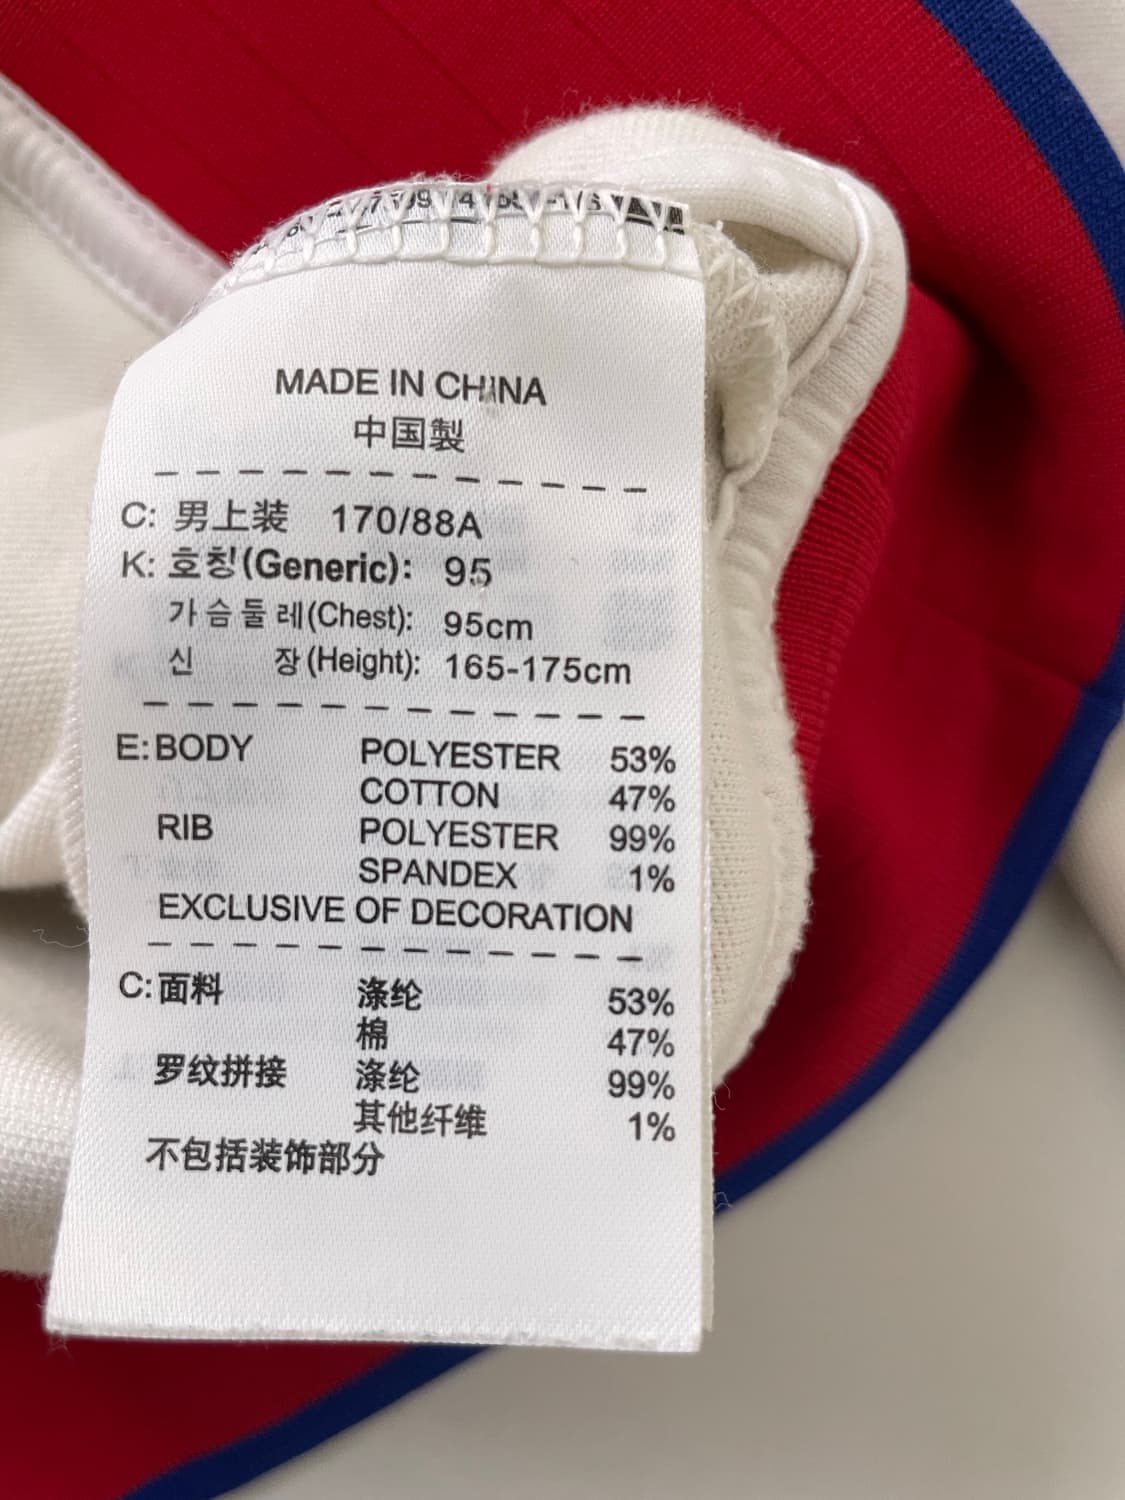 MADE IN CHINA
中国製
C: 男上装 170/88A
K: 호칭(Generic): 95
가슴둘레(Chest): 95cm
신 장(Height): 165-175cm
E: BODY POLYESTER 53%
COTTON 47%
RIB POLYESTER 99%
SPANDEX 1%
EXCLUSIVE OF DECORATION
C: 面料 涤纶 53%
棉 47%
罗纹拼接 涤纶 99%
其他纤维 1%
不包括装饰部分